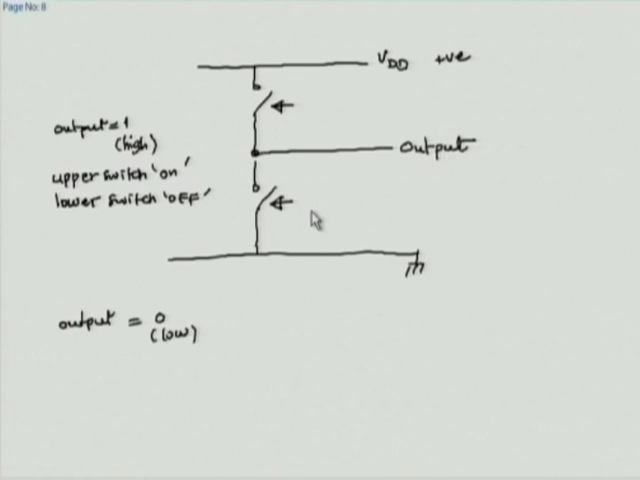 Page No: 8
VDD +ve
output = 1
(high)
output
upper switch 'on'
lower switch 'OFF'
output = 0
(low)